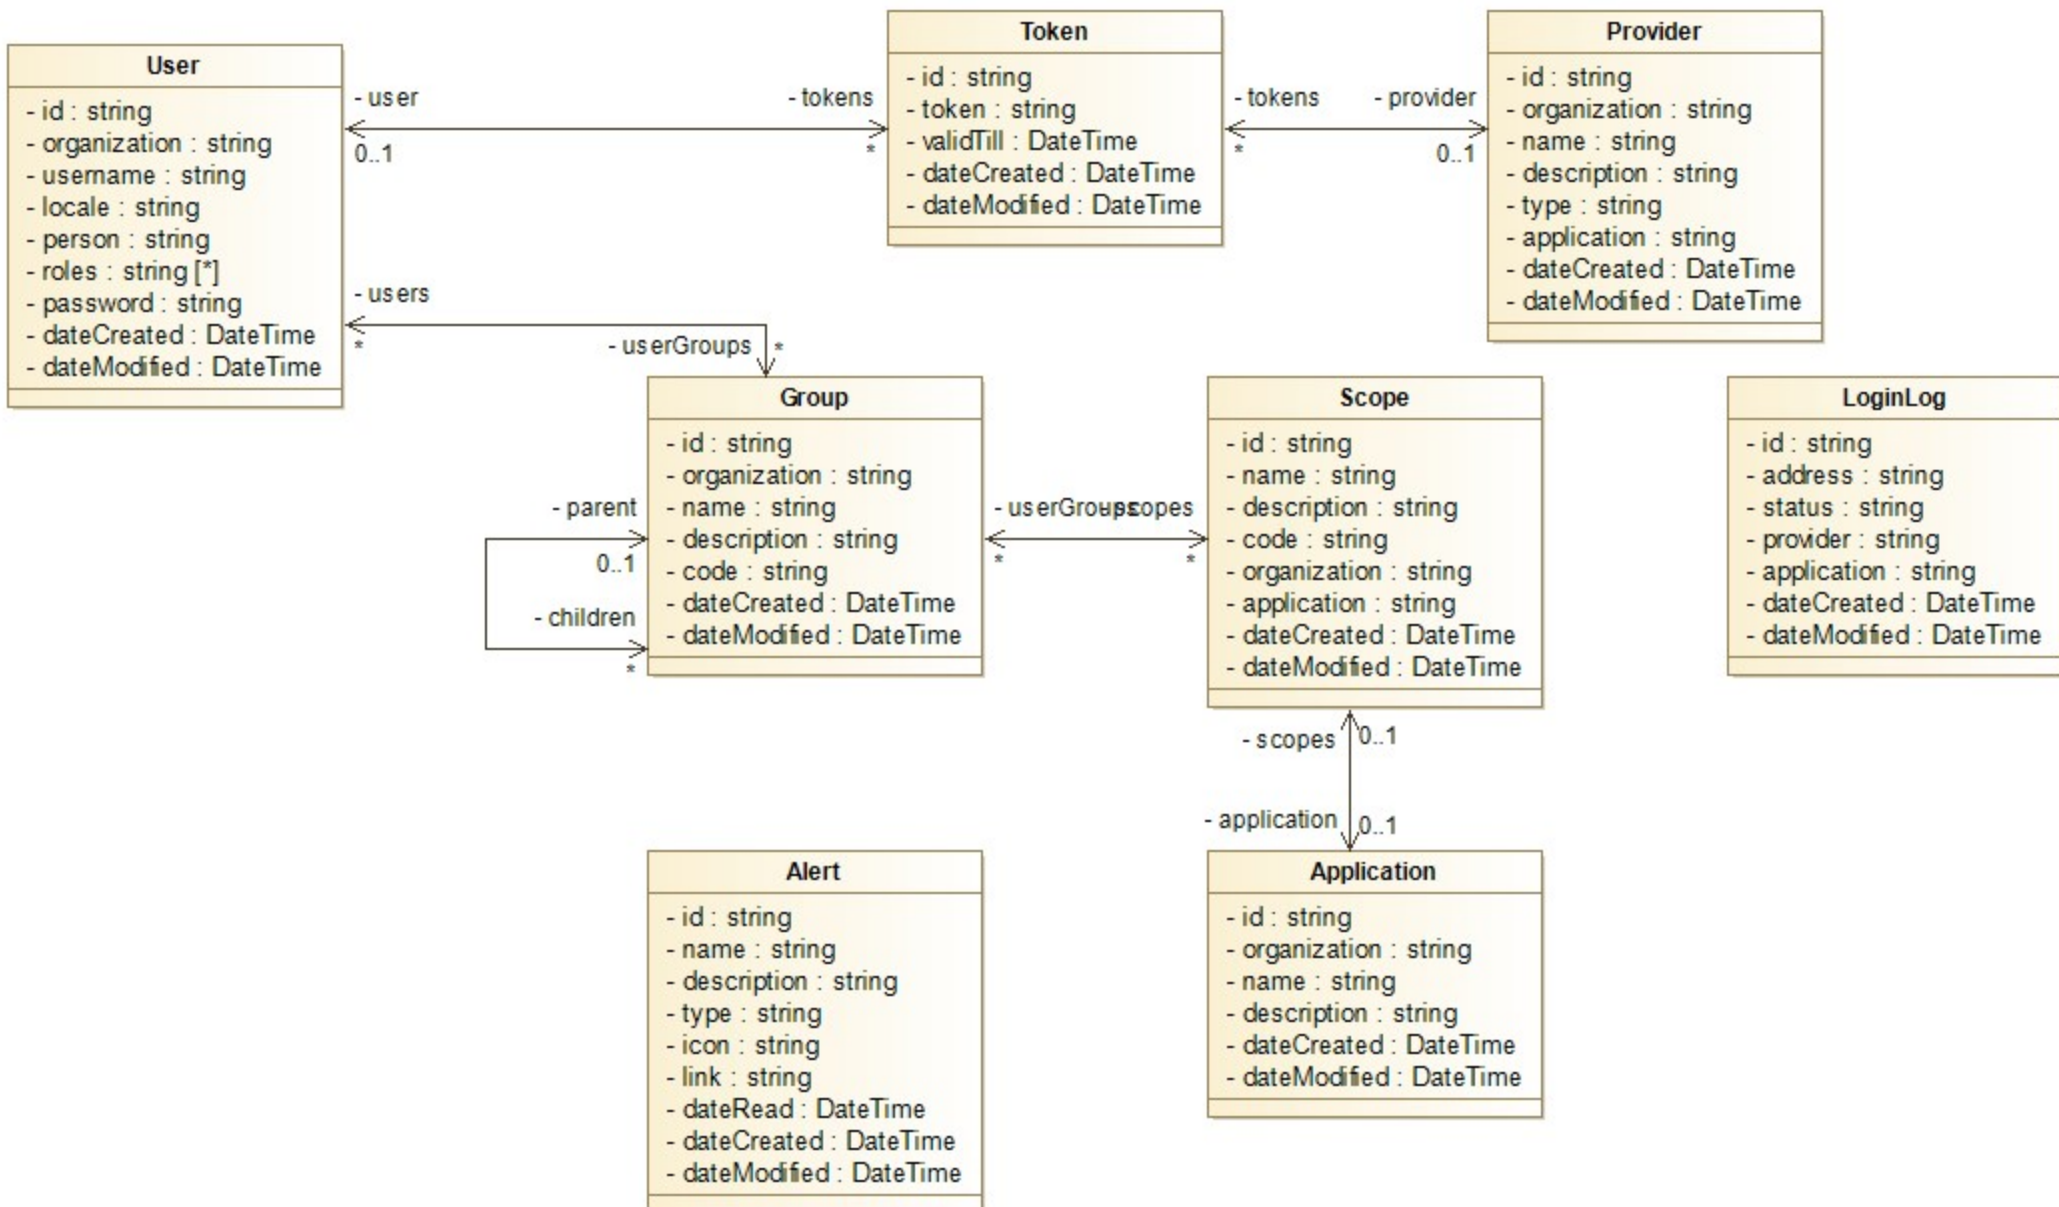 User
- id : string
- organization : string
- username : string
- locale : string
- person : string
- roles : string [*]
- password : string
- dateCreated : DateTime
- dateModified : DateTime
- user
0..1
- tokens
*
Token
- id : string
- token : string
- validTill : DateTime
- dateCreated : DateTime
- dateModified : DateTime
- tokens
*
- provider
0..1
Provider
- id : string
- organization : string
- name : string
- description : string
- type : string
- application : string
- dateCreated : DateTime
- dateModified : DateTime
- users
*
- userGroups
*
Group
- id : string
- organization : string
- name : string
- description : string
- code : string
- dateCreated : DateTime
- dateModified : DateTime
- parent
0..1
- children
*
- userGroups
*
- scopes
*
Scope
- id : string
- name : string
- description : string
- code : string
- organization : string
- application : string
- dateCreated : DateTime
- dateModified : DateTime
LoginLog
- id : string
- address : string
- status : string
- provider : string
- application : string
- dateCreated : DateTime
- dateModified : DateTime
- scopes
0..1
- application
0..1
Alert
- id : string
- name : string
- description : string
- type : string
- icon : string
- link : string
- dateRead : DateTime
- dateCreated : DateTime
- dateModified : DateTime
Application
- id : string
- organization : string
- name : string
- description : string
- dateCreated : DateTime
- dateModified : DateTime